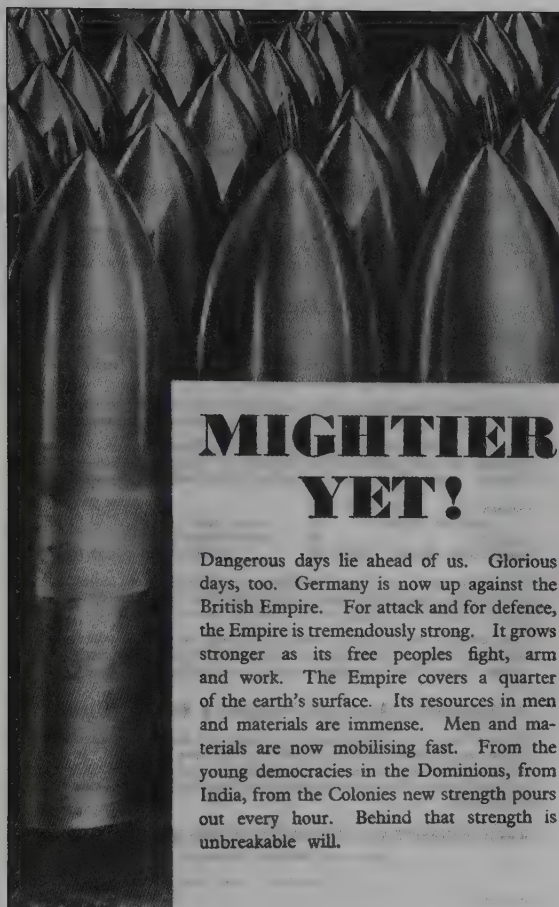 MIGHTIER
YET!
Dangerous days lie ahead of us. Glorious
days, too. Germany is now up against the
British Empire. For attack and for defence,
the Empire is tremendously strong. It grows
stronger as its free peoples fight, arm
and work. The Empire covers a quarter
of the earth's surface. Its resources in men
and materials are immense. Men and ma-
terials are now mobilising fast. From the
young democracies in the Dominions, from
India, from the Colonies new strength pours
out every hour. Behind that strength is
unbreakable will.